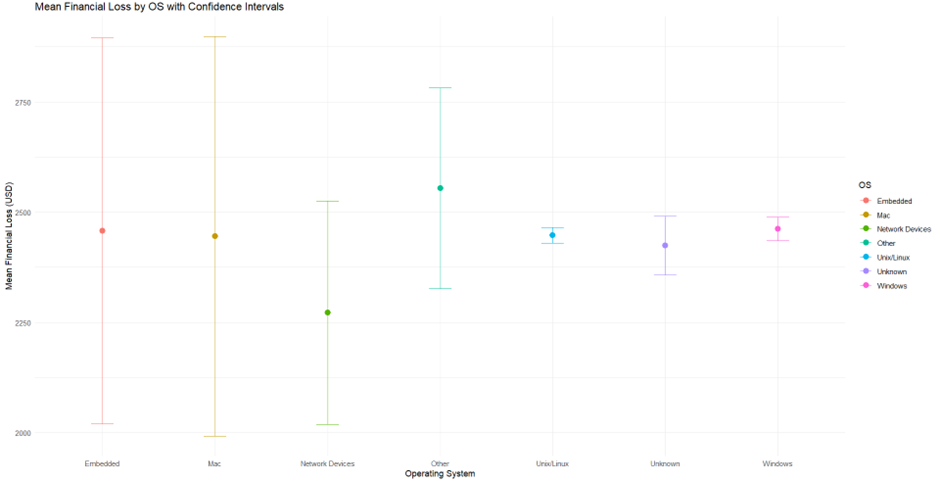 Mean Financial Loss by OS with Confidence Intervals
Mean Financial Loss (USD)
2750
2500
2250
2000
Embedded Mac Network Devices Other Unix/Linux Unknown Windows
Operating System
OS
Embedded
Mac
Network Devices
Other
Unix/Linux
Unknown
Windows